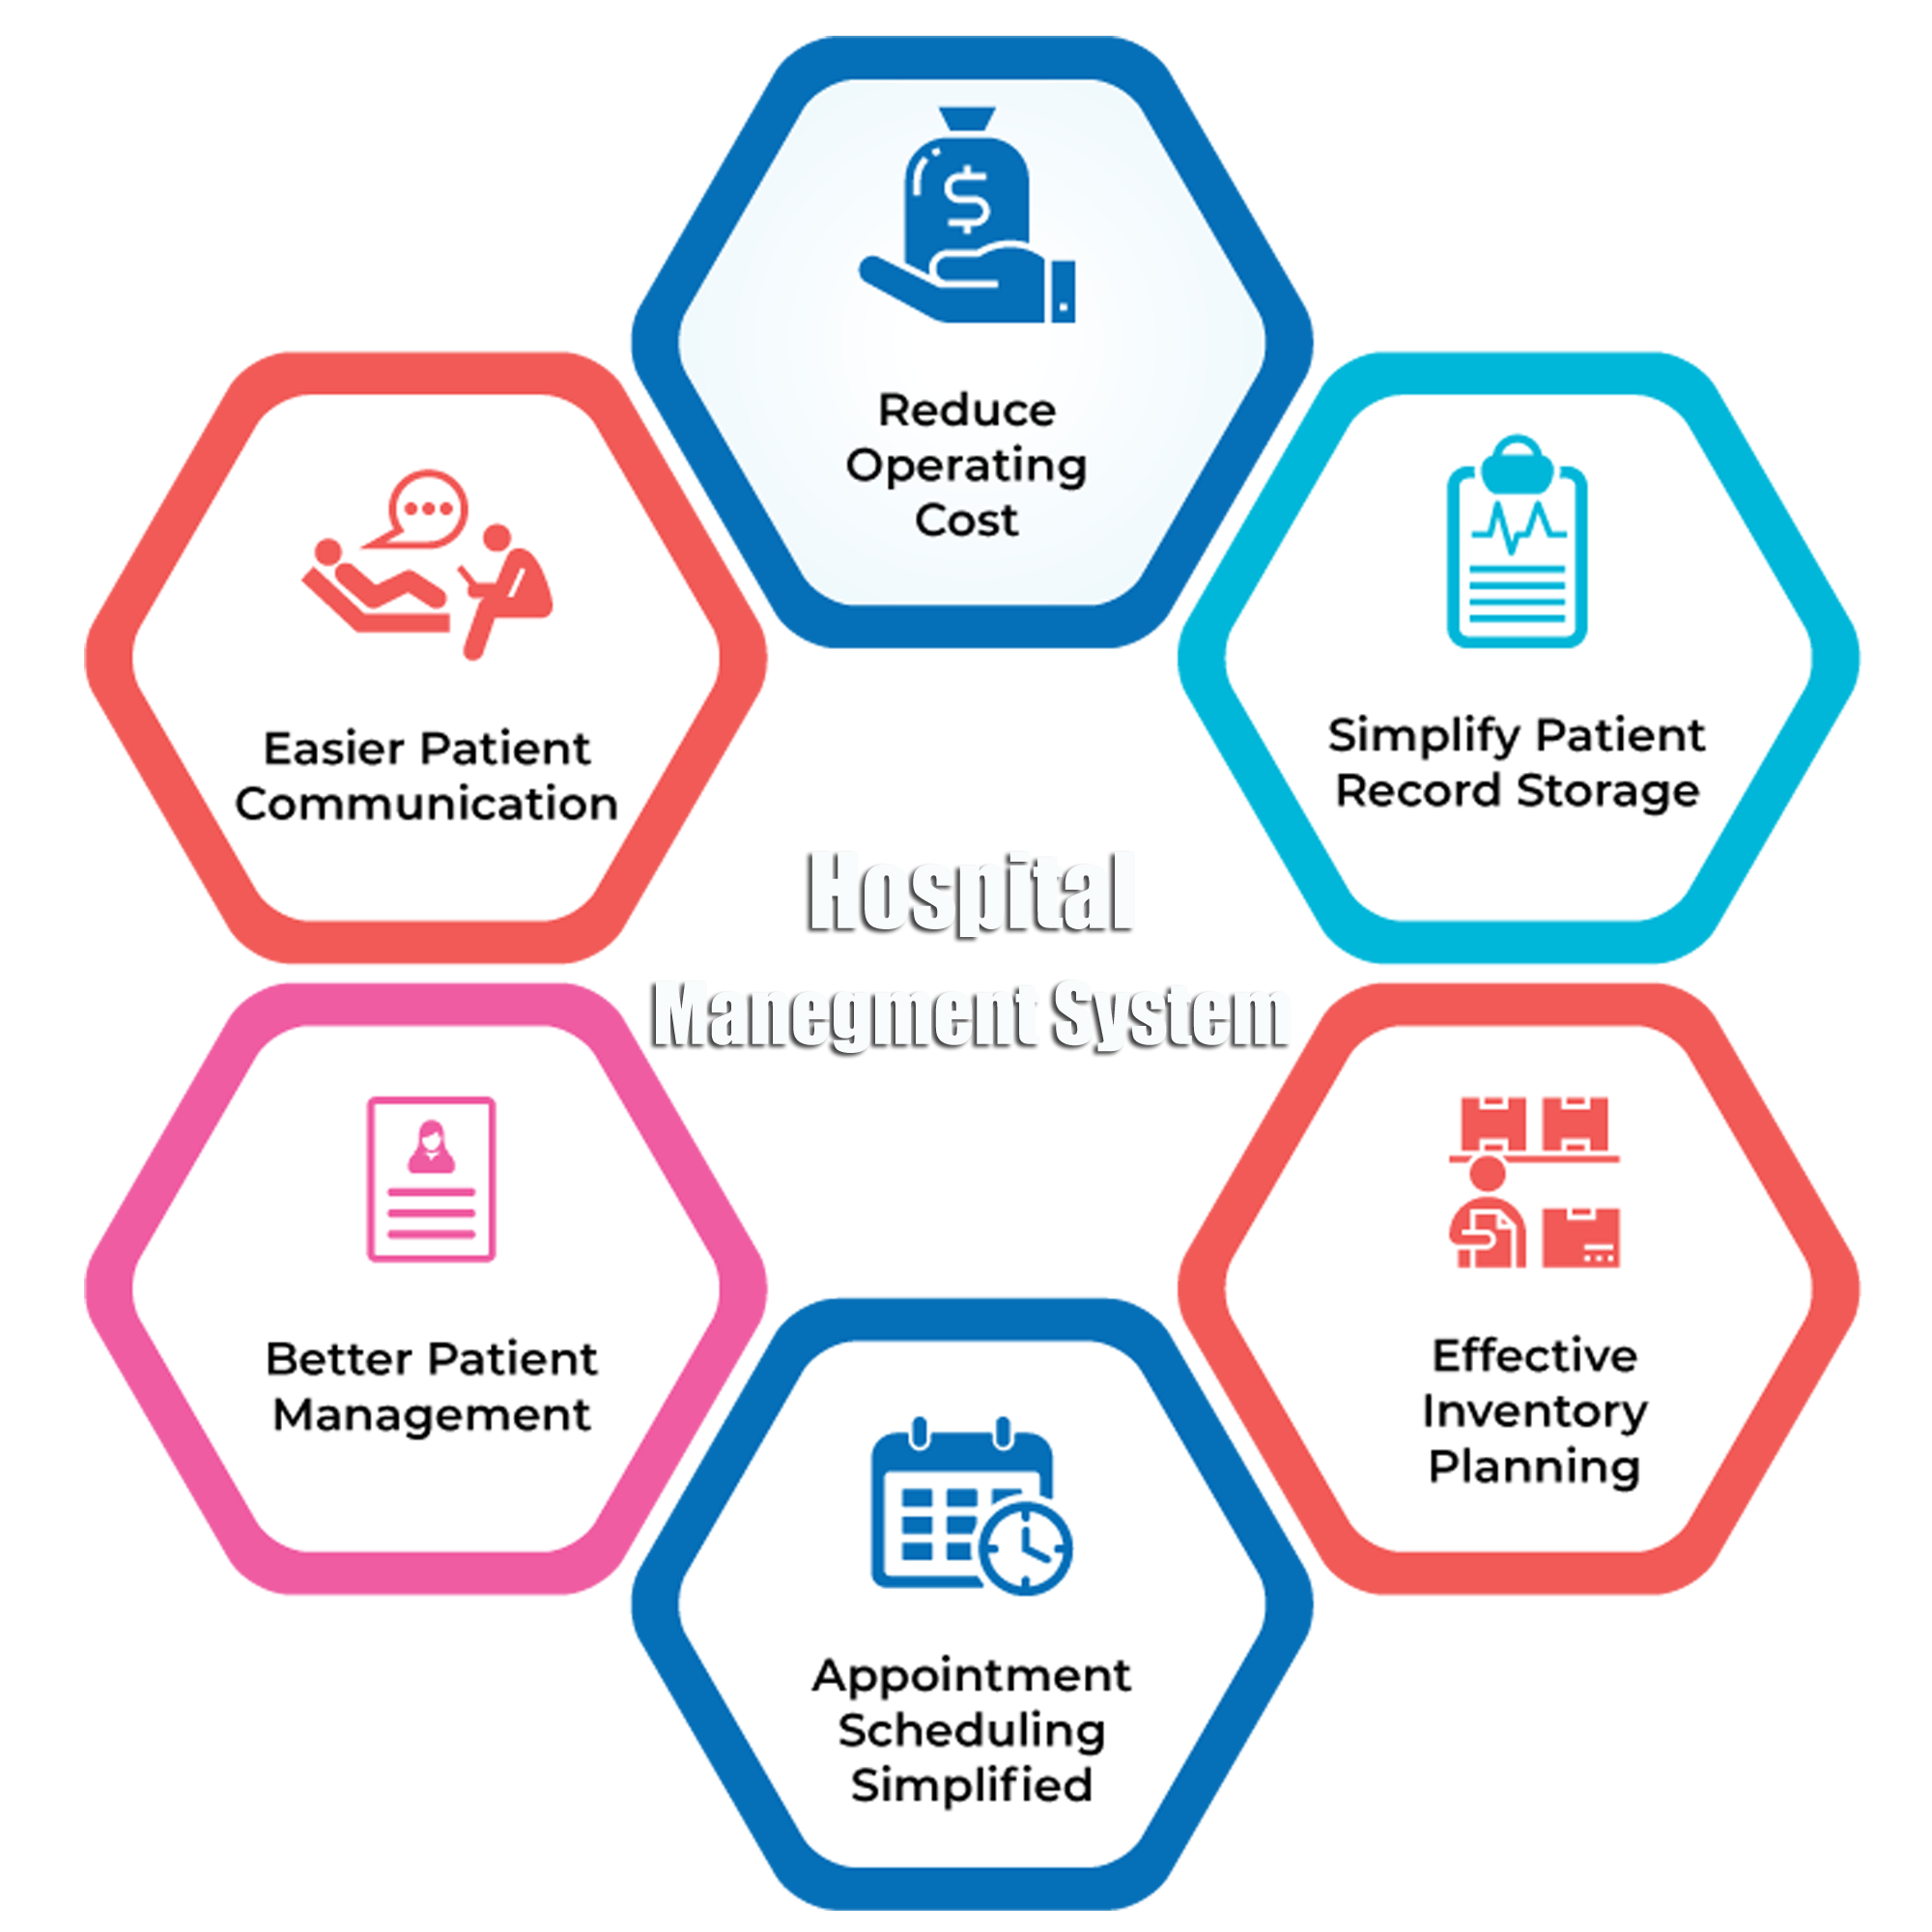 Reduce
Operating
Cost
Easier Patient
Communication
Simplify Patient
Record Storage
Hospital
Manegment System
Better Patient
Management
Effective
Inventory
Planning
Appointment
Scheduling
Simplified